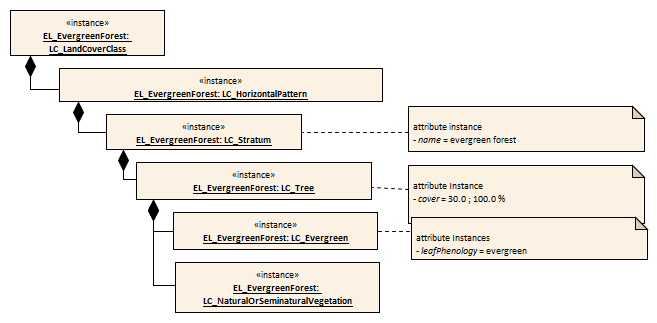 «instance»
EL_EvergreenForest:
LC_LandCoverClass
«instance»
EL_EvergreenForest: LC_HorizontalPattern
«instance»
EL_EvergreenForest: LC_Stratum
attribute instance
- name = evergreen forest
«instance»
EL_EvergreenForest: LC_Tree
attribute Instance
- cover = 30.0 ; 100.0 %
«instance»
EL_EvergreenForest: LC_Evergreen
attribute Instances
- leafPhenology = evergreen
«instance»
EL_EvergreenForest:
LC_NaturalOrSeminaturalVegetation